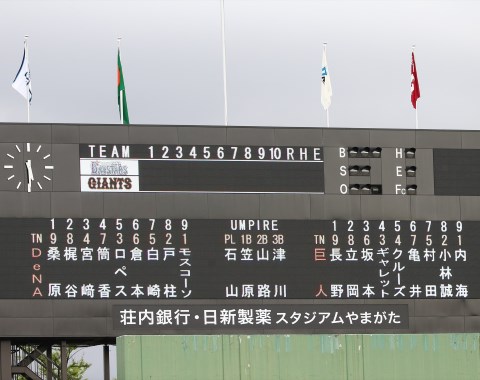 TEAM 1 2 3 4 5 6 7 8 9 10 R H E
BAYSTARS
GIANTS
B H
S E
O Fc
1 2 3 4 5 6 7 8 9 UMPIRE 1 2 3 4 5 6 7 8 9
TN 8 9 4 7 3 6 5 2 1 PL 1B 2B 3B TN 9 8 6 3 4 7 5 2 1
DeNA
桑原
梶谷
宮崎
筒香
ロペス
倉本
白崎
戸柱
モスコーソ
石山
笠原
山路
津川
巨人
長野
立岡
坂本
ギャレット
クルーズ
亀井
村田
小林誠
内海
荘内銀行・日新製薬 スタジアムやまがた